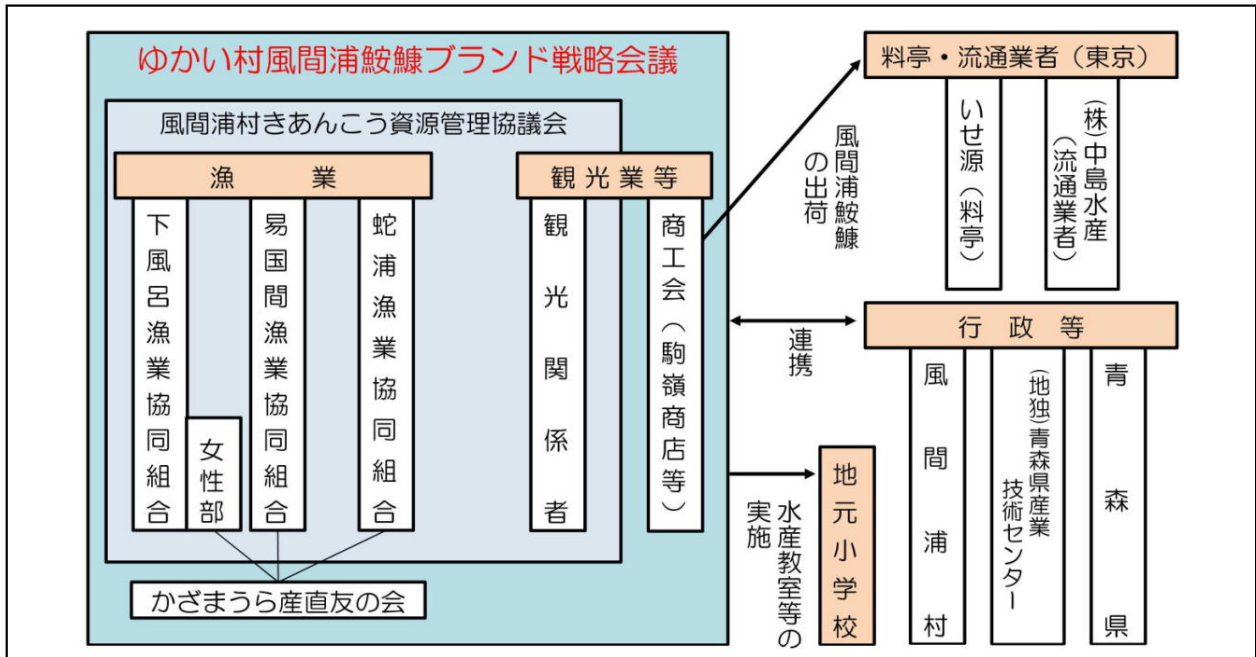 ゆかい村風間浦鮟鱇ブランド戦略会議
風間浦村きあんこう資源管理協議会
漁業
下風呂漁業協同組合
女性部
易国間漁業協同組合
蛇浦漁業協同組合
観光業等
観光関係者
商工会（駒嶺商店等）
かざまうら産直友の会
風間浦鮟鱇
の出荷
料亭・流通業者（東京）
いせ源（料亭）
（株）中島水産
（流通業者）
連携
行政等
風間浦村
（地独）青森県産業
技術センター
青森県
水産教室等の
実施
地元小学校